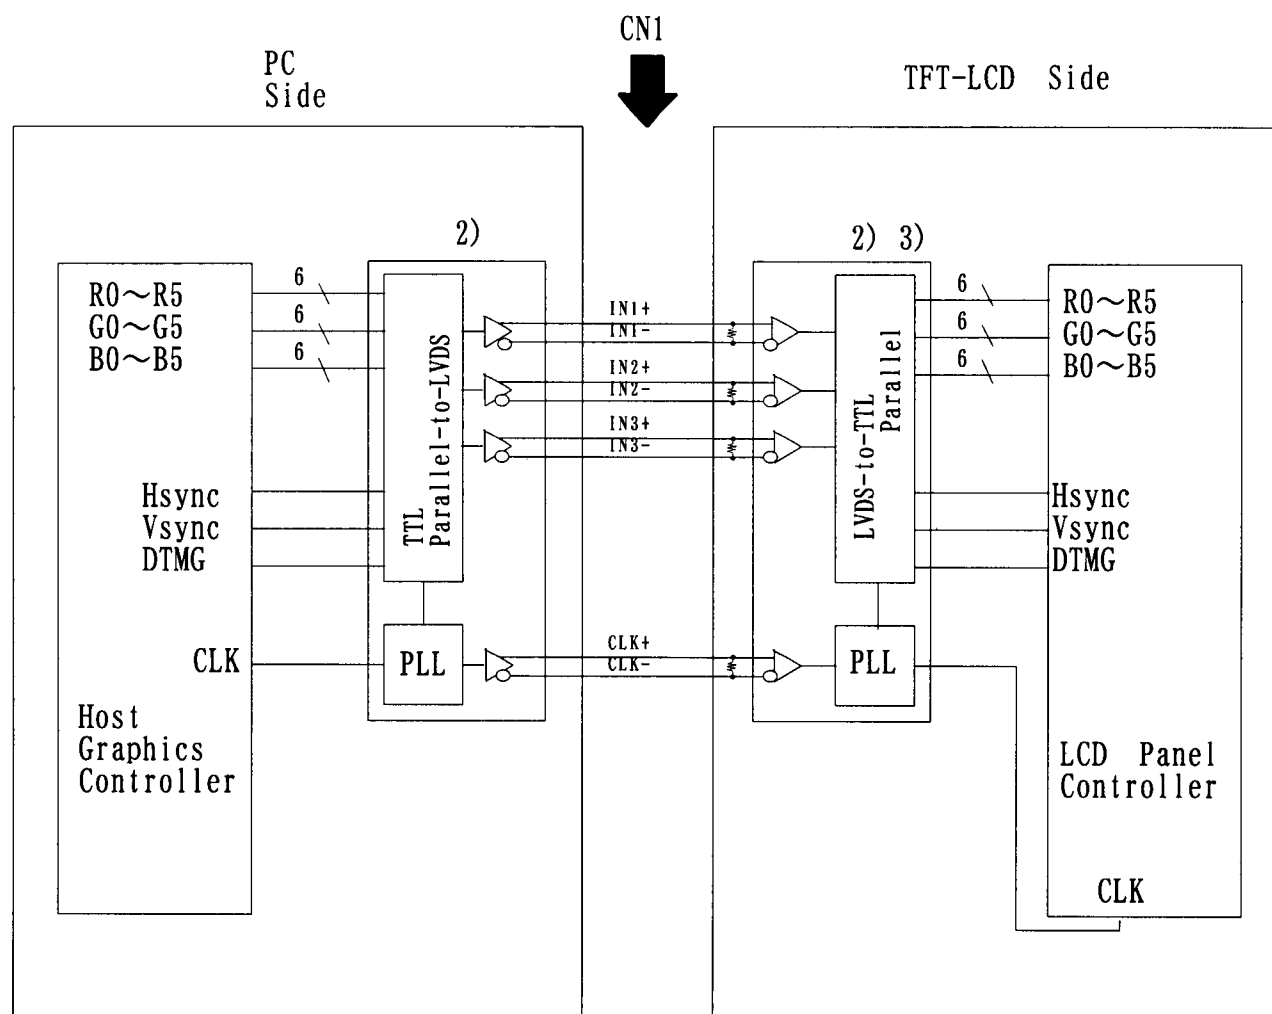 CN1
PC
Side
TFT-LCD Side
2)
2) 3)
R0～R5
G0～G5
B0～B5
6
6
6
Hsync
Vsync
DTMG
CLK
Host
Graphics
Controller
TTL
Parallel-to-LVDS
PLL
IN1+
IN1-
IN2+
IN2-
IN3+
IN3-
CLK+
CLK-
LVDS-to-TTL
Parallel
PLL
6
6
6
R0～R5
G0～G5
B0～B5
Hsync
Vsync
DTMG
LCD Panel
Controller
CLK